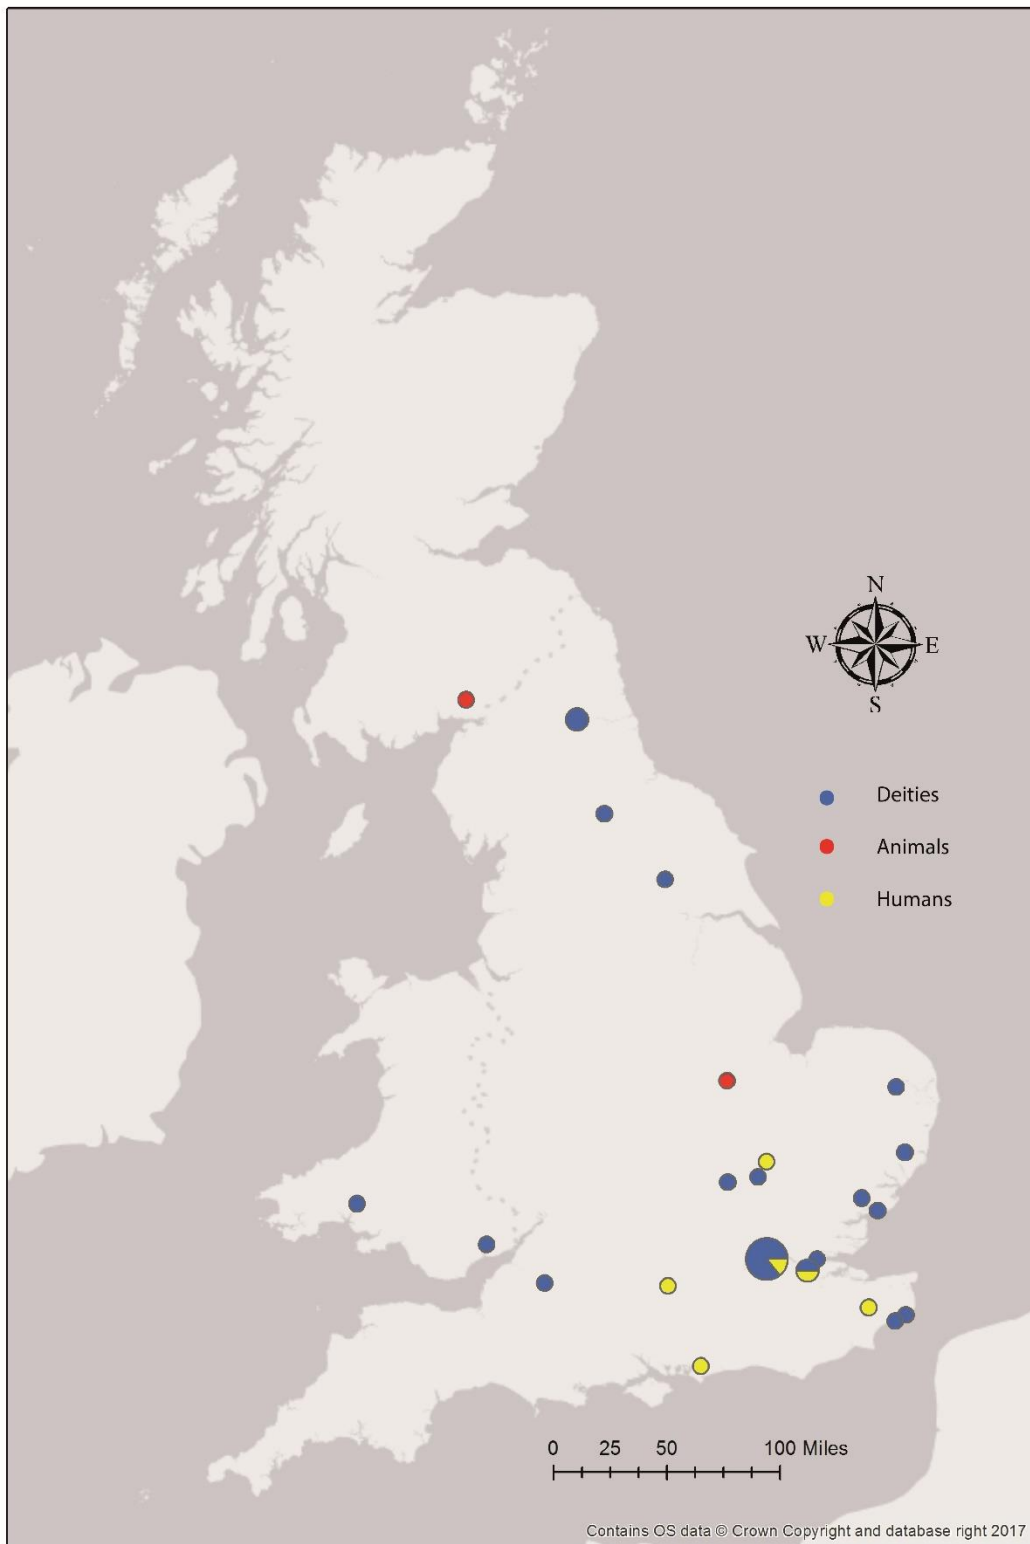 N
W E
S
Deities
Animals
Humans
0 25 50 100 Miles
Contains OS data © Crown Copyright and database right 2017